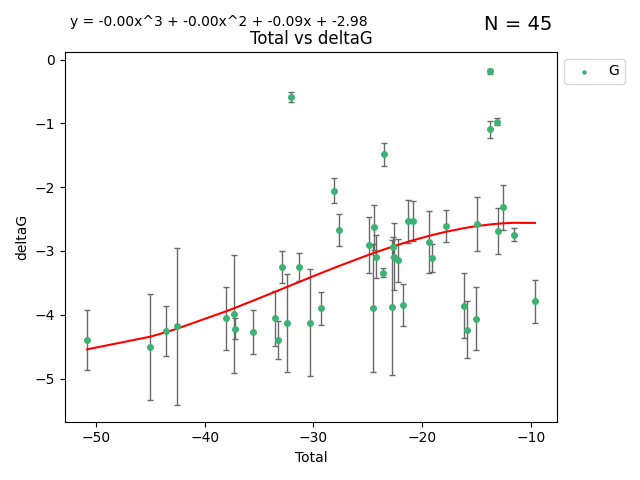 y = -0.00x^3 + -0.00x^2 + -0.09x + -2.98
N = 45
Total vs deltaG
G
deltaG
0
−1
−2
−3
−4
−5
−50
−40
−30
−20
−10
Total